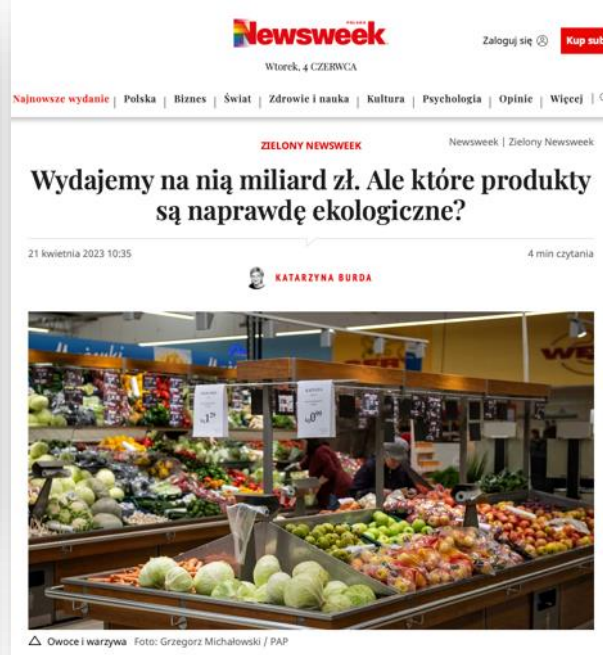 POLSKA
Newsweek
Zaloguj się
Kup sub
Wtorek, 4 CZERWCA
Najnowsze wydanie | Polska | Biznes | Świat | Zdrowie i nauka | Kultura | Psychologia | Opinie | Więcej |
ZIELONY NEWSWEEK
Newsweek | Zielony Newsweek
Wydajemy na nią miliard zł. Ale które produkty
są naprawdę ekologiczne?
21 kwietnia 2023 10:35
4 min czytania
KATARZYNA BURDA
Owoce i warzywa Foto: Grzegorz Michałowski / PAP